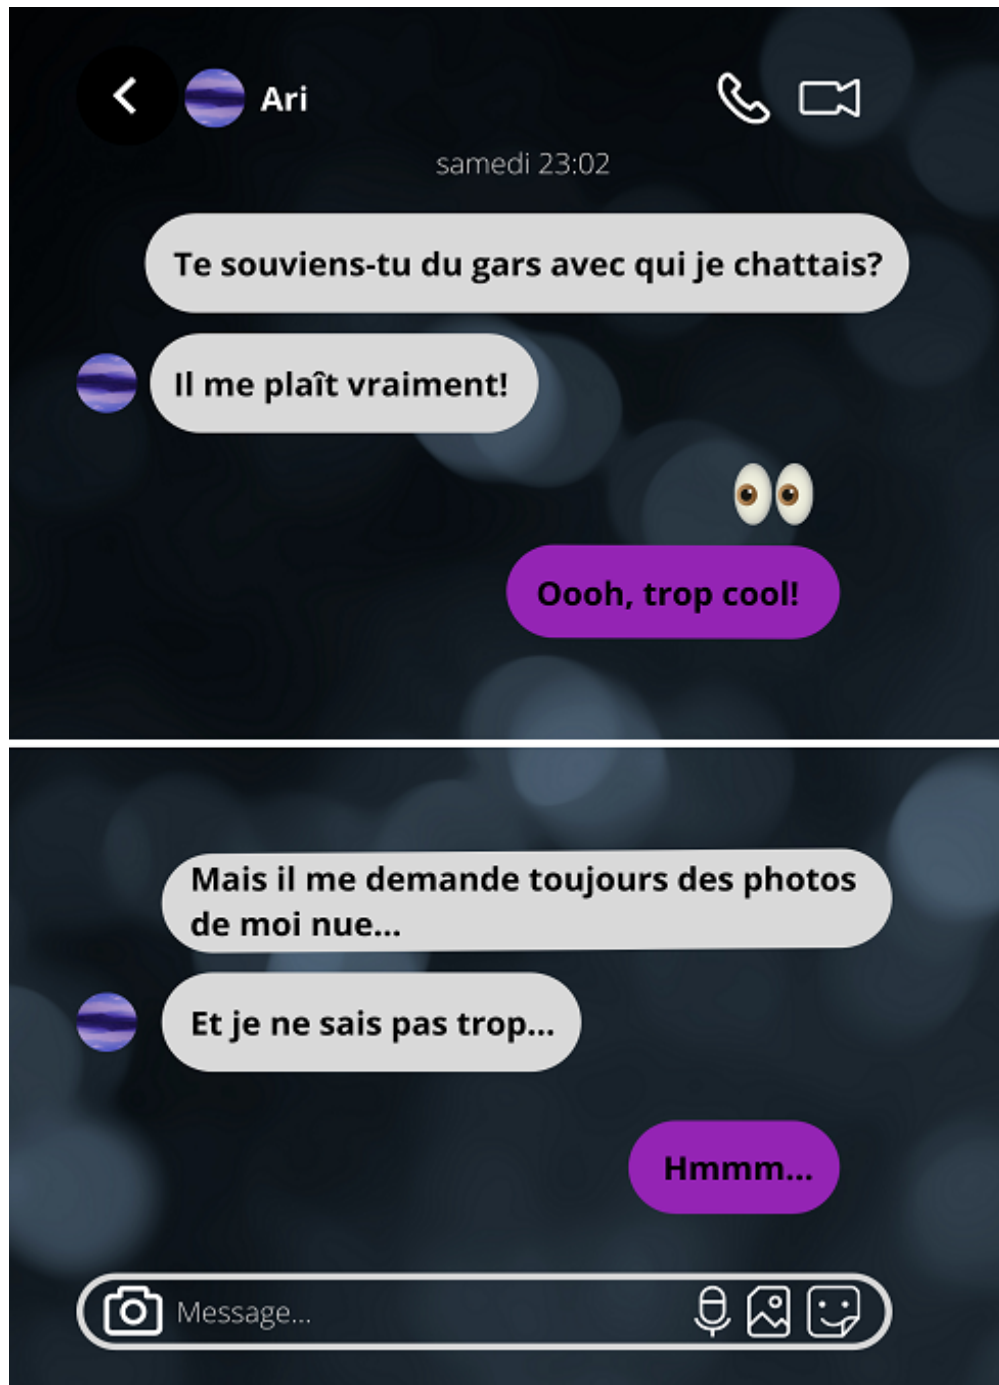 Ari
samedi 23:02
Te souviens-tu du gars avec qui je chattais?
Il me plaît vraiment!
Oooh, trop cool!
Mais il me demande toujours des photos
de moi nue...
Et je ne sais pas trop...
Hmmm...
Message...